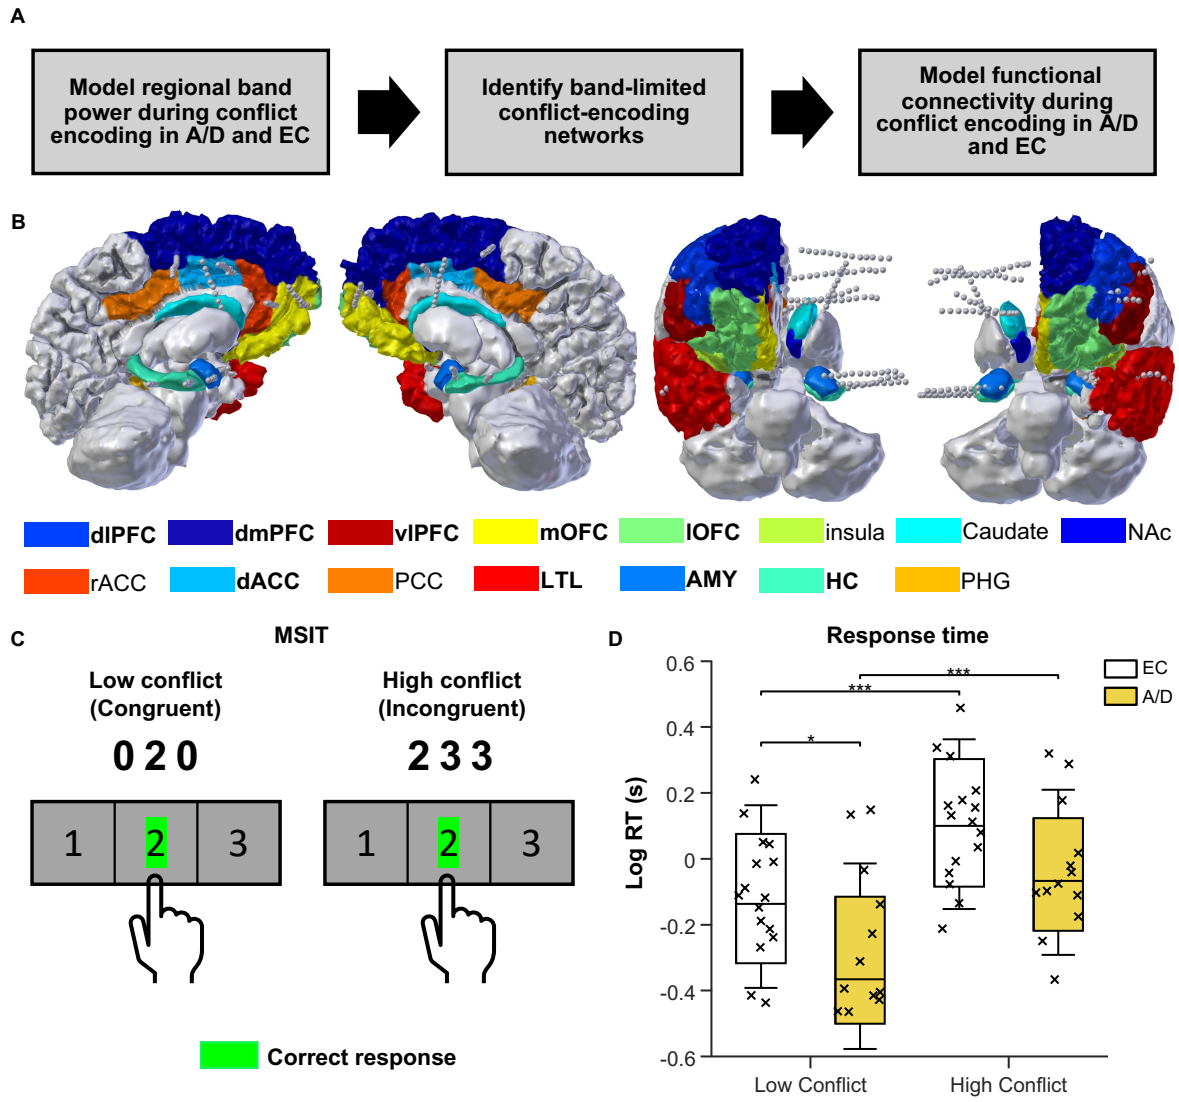 A
Model regional band
power during conflict
encoding in A/D and EC
Identify band-limited
conflict-encoding
networks
Model functional
connectivity during
conflict encoding in A/D
and EC
B
dlPFC dmPFC vlPFC mOFC lOFC insula Caudate NAc
rACC dACC PCC LTL AMY HC PHG
C
MSIT
Low conflict
(Congruent)
High conflict
(Incongruent)
0 2 0
2 3 3
1 2 3
1 2 3
Correct response
D
Response time
EC
A/D
***
***
*
Log RT (s)
0.6
0.4
0.2
0
-0.2
-0.4
-0.6
Low Conflict
High Conflict